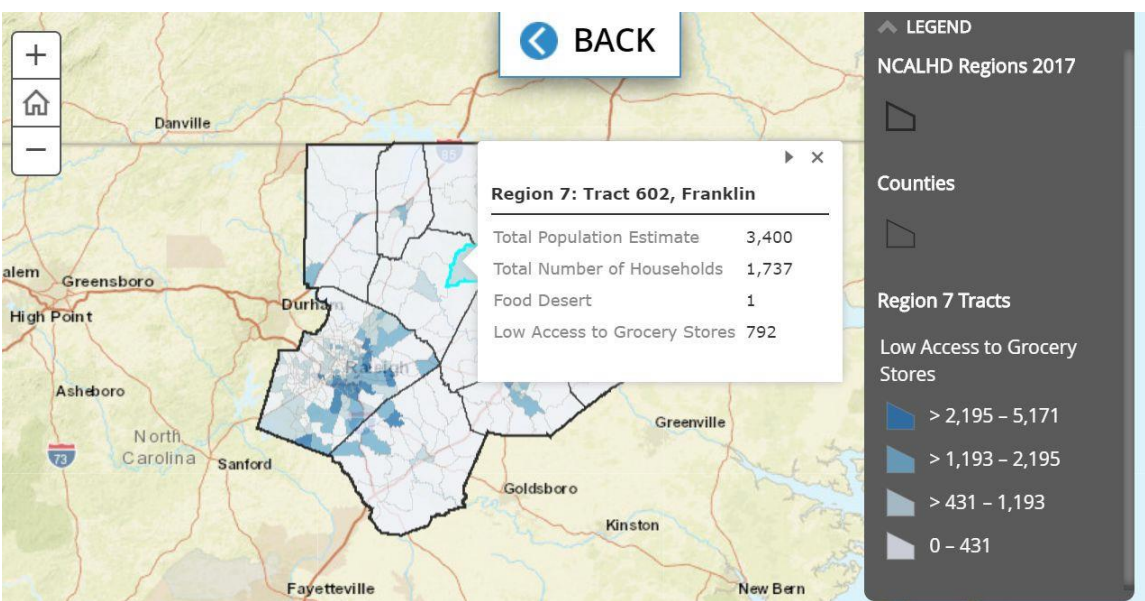 +
−
BACK
Danville
85
alem
Greensboro
High Point
Durham
Raleigh
Asheboro
North
Carolina
73
Sanford
Greenville
Goldsboro
Kinston
Fayetteville
New Bern
Region 7: Tract 602, Franklin
Total Population Estimate 3,400
Total Number of Households 1,737
Food Desert 1
Low Access to Grocery Stores 792
LEGEND
NCALHD Regions 2017
Counties
Region 7 Tracts
Low Access to Grocery
Stores
> 2,195 – 5,171
> 1,193 – 2,195
> 431 – 1,193
0 – 431